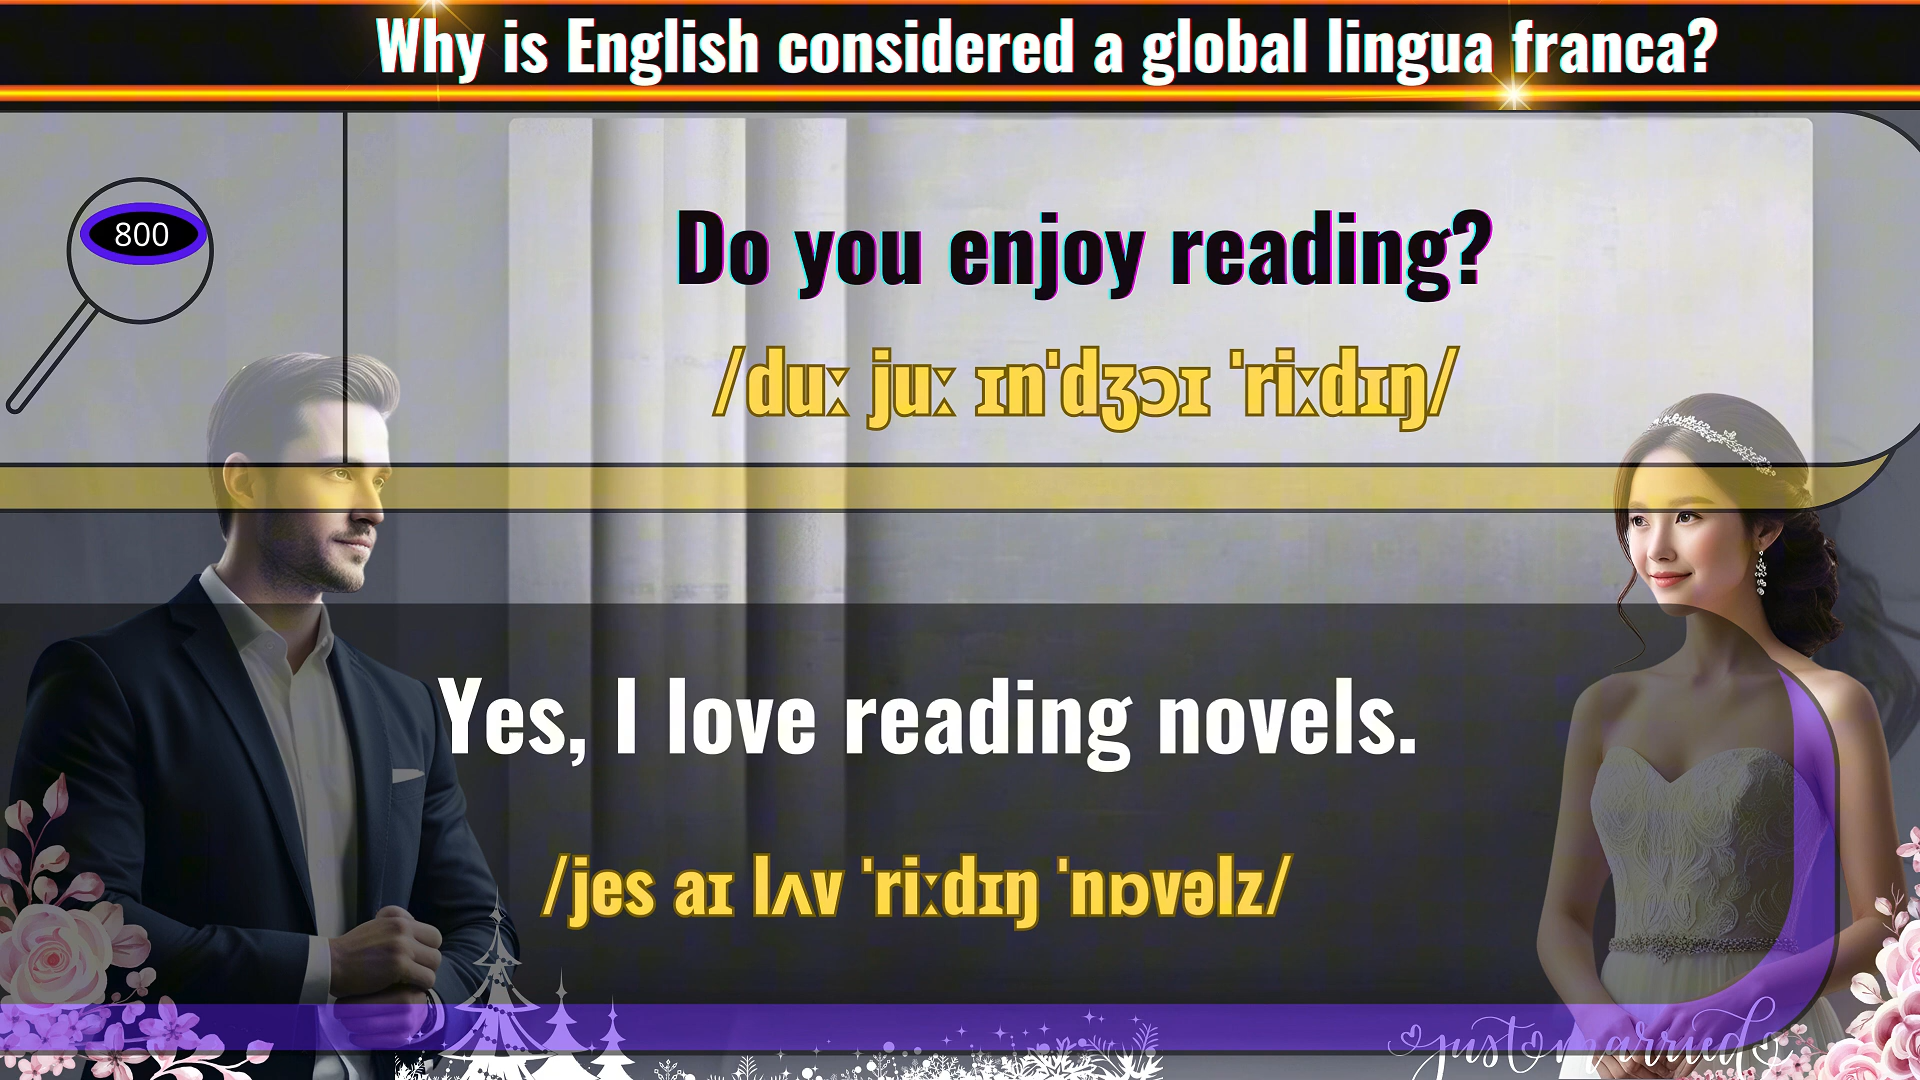 Why is English considered a global lingua franca?
800
Do you enjoy reading?
/duː juː ɪnˈdʒɔɪ ˈriːdɪŋ/
Yes, I love reading novels.
/jes aɪ lʌv ˈriːdɪŋ ˈnɒvəlz/
just married